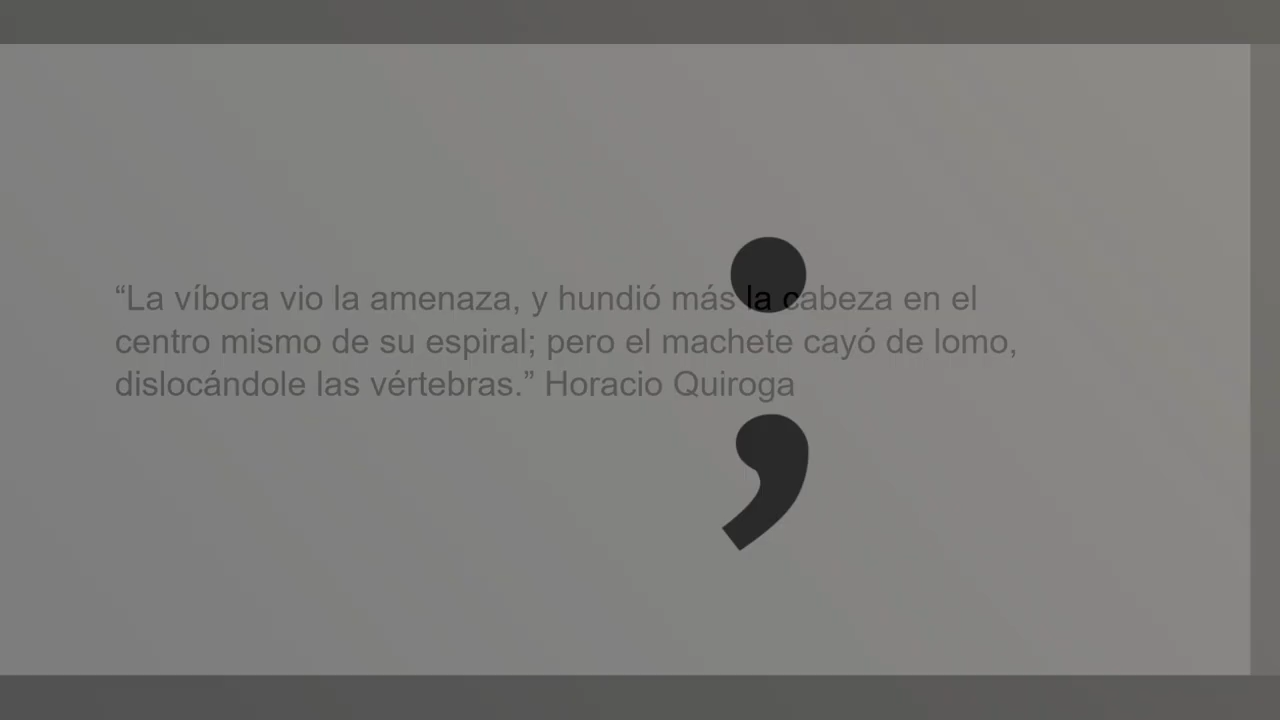 “La víbora vio la amenaza, y hundió más la cabeza en el
centro mismo de su espiral; pero el machete cayó de lomo,
dislocándole las vértebras.” Horacio Quiroga
;